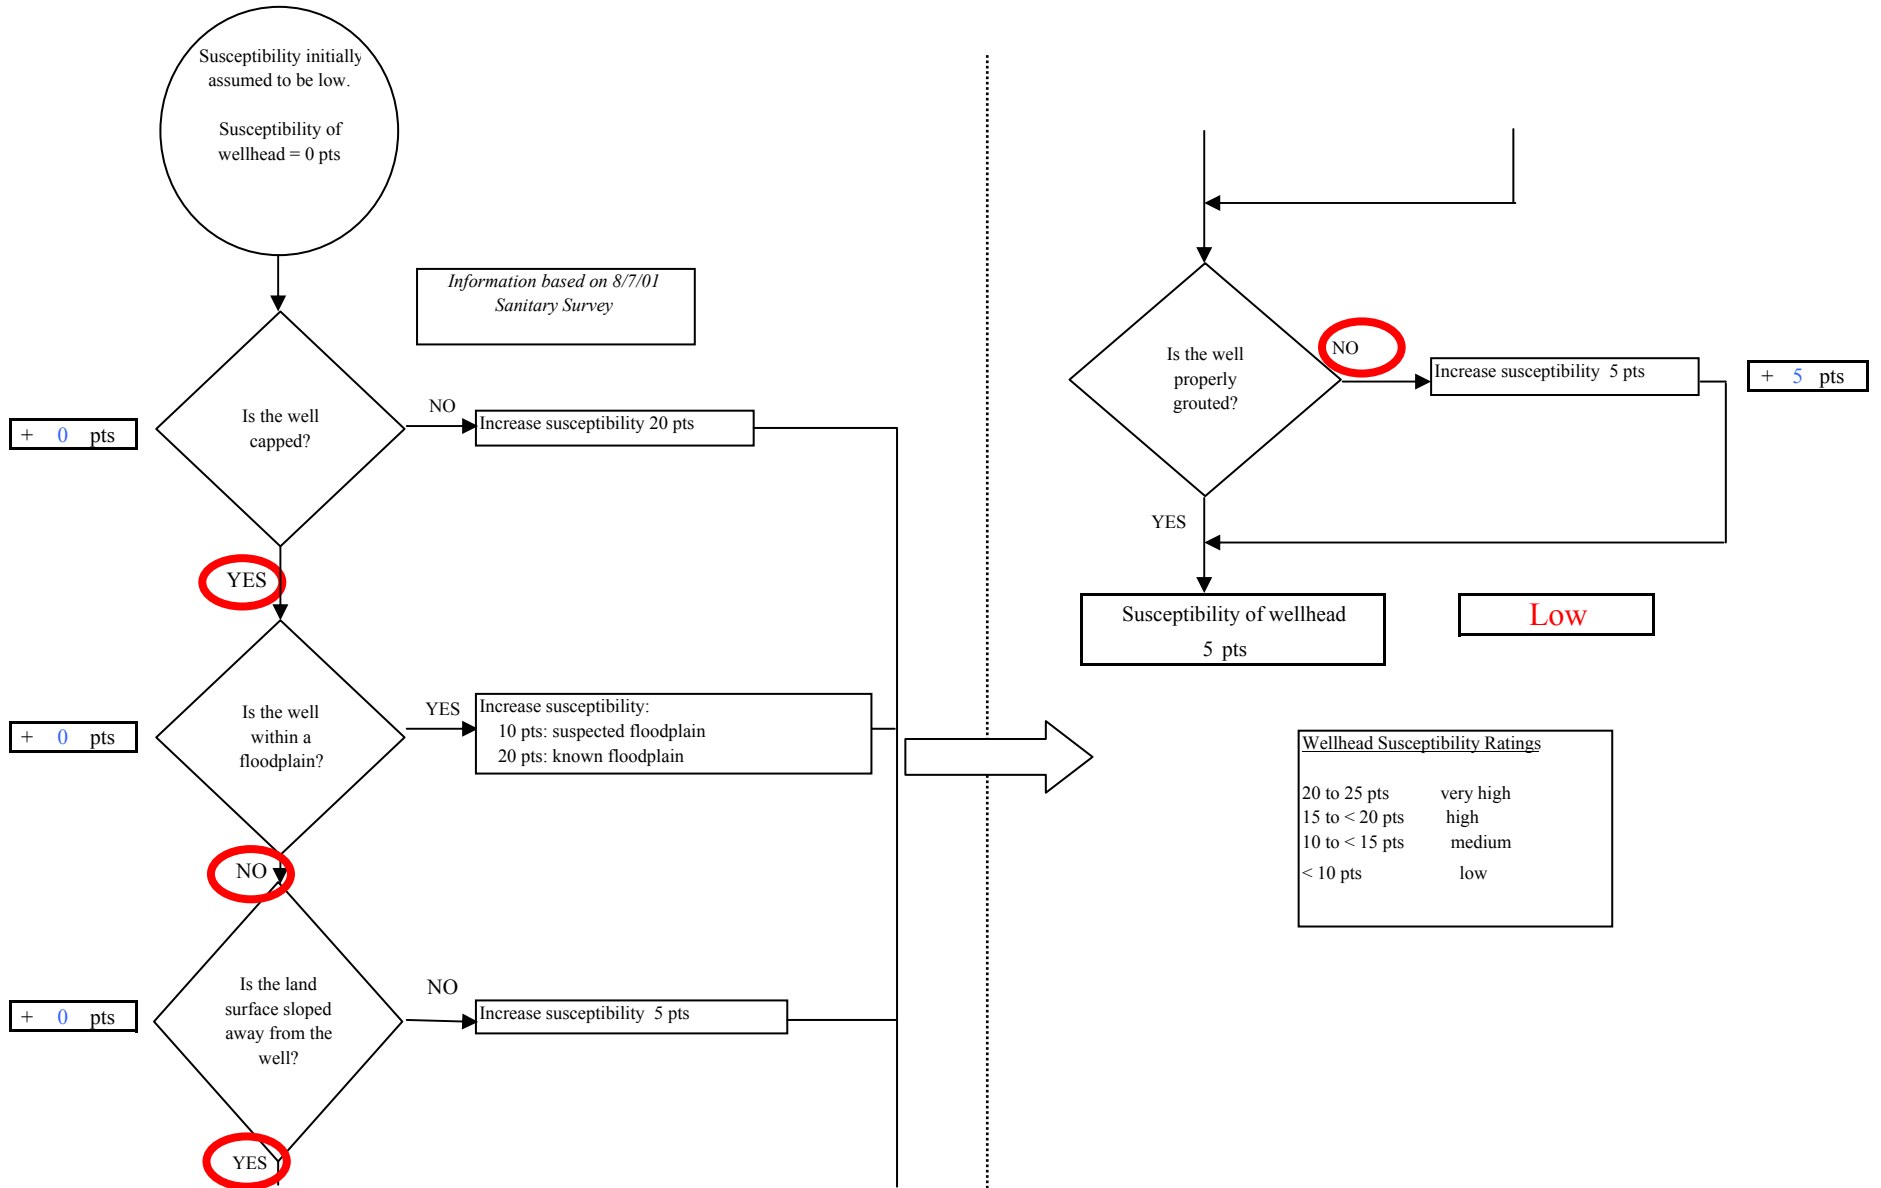 Susceptibility initially
assumed to be low.
Susceptibility of
wellhead = 0 pts
Information based on 8/7/01
Sanitary Survey
+ 0 pts
Is the well
capped?
NO
Increase susceptibility 20 pts
YES
+ 0 pts
Is the well
within a
floodplain?
YES
Increase susceptibility:
10 pts: suspected floodplain
20 pts: known floodplain
NO
+ 0 pts
Is the land
surface sloped
away from the
well?
NO
Increase susceptibility 5 pts
YES
Is the well
properly
grouted?
NO
Increase susceptibility 5 pts
+ 5 pts
YES
Susceptibility of wellhead
5 pts
Low
Wellhead Susceptibility Ratings
20 to 25 pts very high
15 to < 20 pts high
10 to < 15 pts medium
< 10 pts low